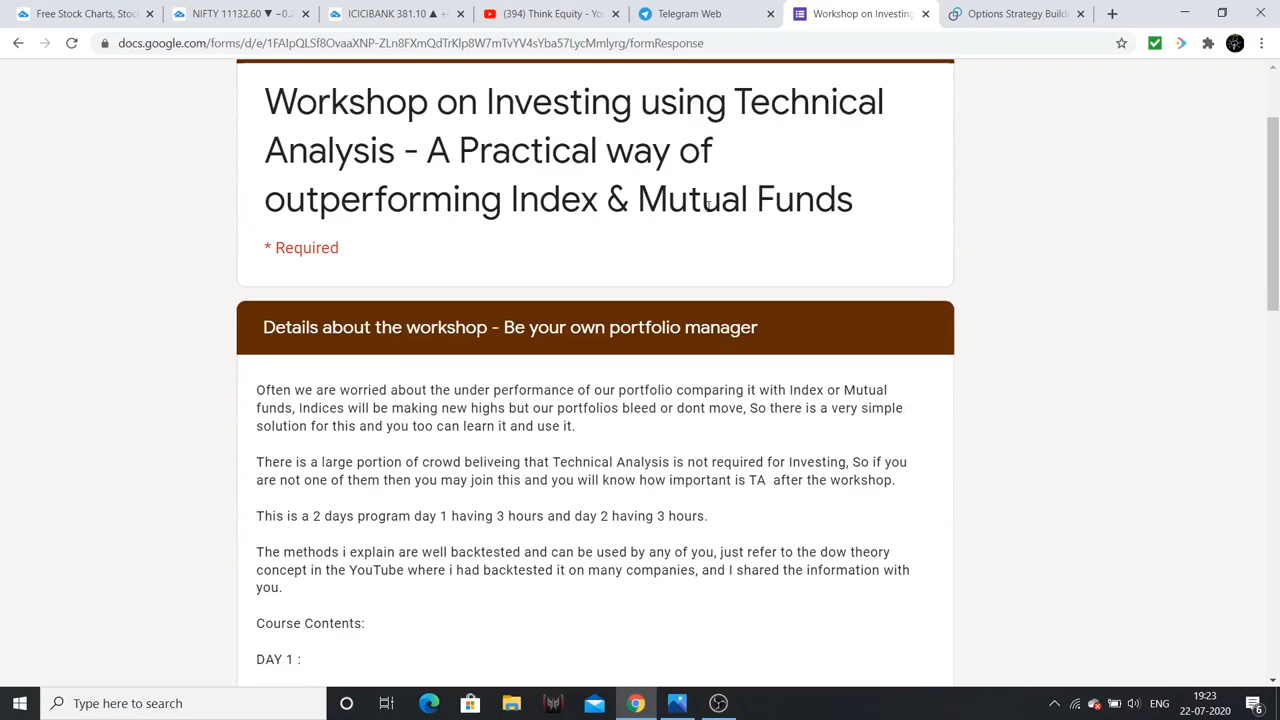 Free Stock Charts, Stoc
NIFTY 11132.60 ▼ −0.2
ICICIBANK 381.10 ▲ +
(394) Think Equity - Yo
Telegram Web
Workshop on Investing
Options Strategy Builde
docs.google.com/forms/d/e/1FAIpQLSf8OvaaXNP-ZLn8FXmQdTHp8W7mTvYV4sYba57LycMmlyrg/formResponse
Workshop on Investing using Technical
Analysis - A Practical way of
outperforming Index & Mutual Funds
* Required
Details about the workshop - Be your own portfolio manager
Often we are worried about the under performance of our portfolio comparing it with Index or Mutual
funds, Indices will be making new highs but our portfolios bleed or dont move, So there is a very simple
solution for this and you too can learn it and use it.
There is a large portion of crowd beliveing that Technical Analysis is not required for Investing, So if you
are not one of them then you may join this and you will know how important is TA after the workshop.
This is a 2 days program day 1 having 3 hours and day 2 having 3 hours.
The methods i explain are well backtested and can be used by any of you, just refer to the dow theory
concept in the YouTube where i had backtested it on many companies, and I shared the information with
you.
Course Contents:
DAY 1 :
Type here to search
ENG
19:23
22-07-2020
6